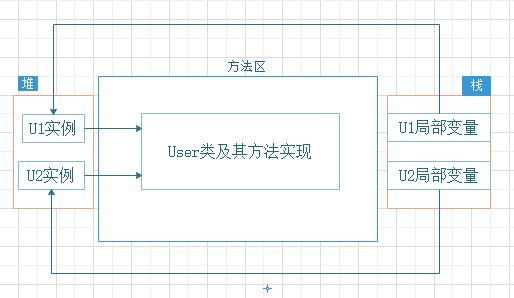 方法区
堆
栈
U1实例
User类及其方法实现
U1局部变量
U2实例
U2局部变量